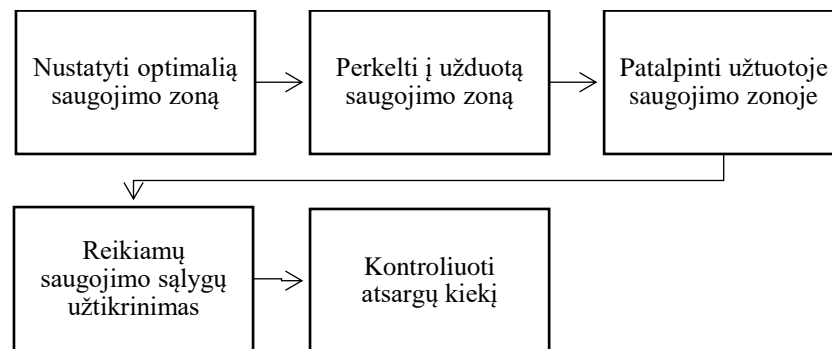 Nustatyti optimalią
saugojimo zoną
Perkelti į užduotą
saugojimo zoną
Patalpinti užtuotoje
saugojimo zonoje
Reikiamų
saugojimo sąlygų
užtikrinimas
Kontroliuoti
atsargų kiekį